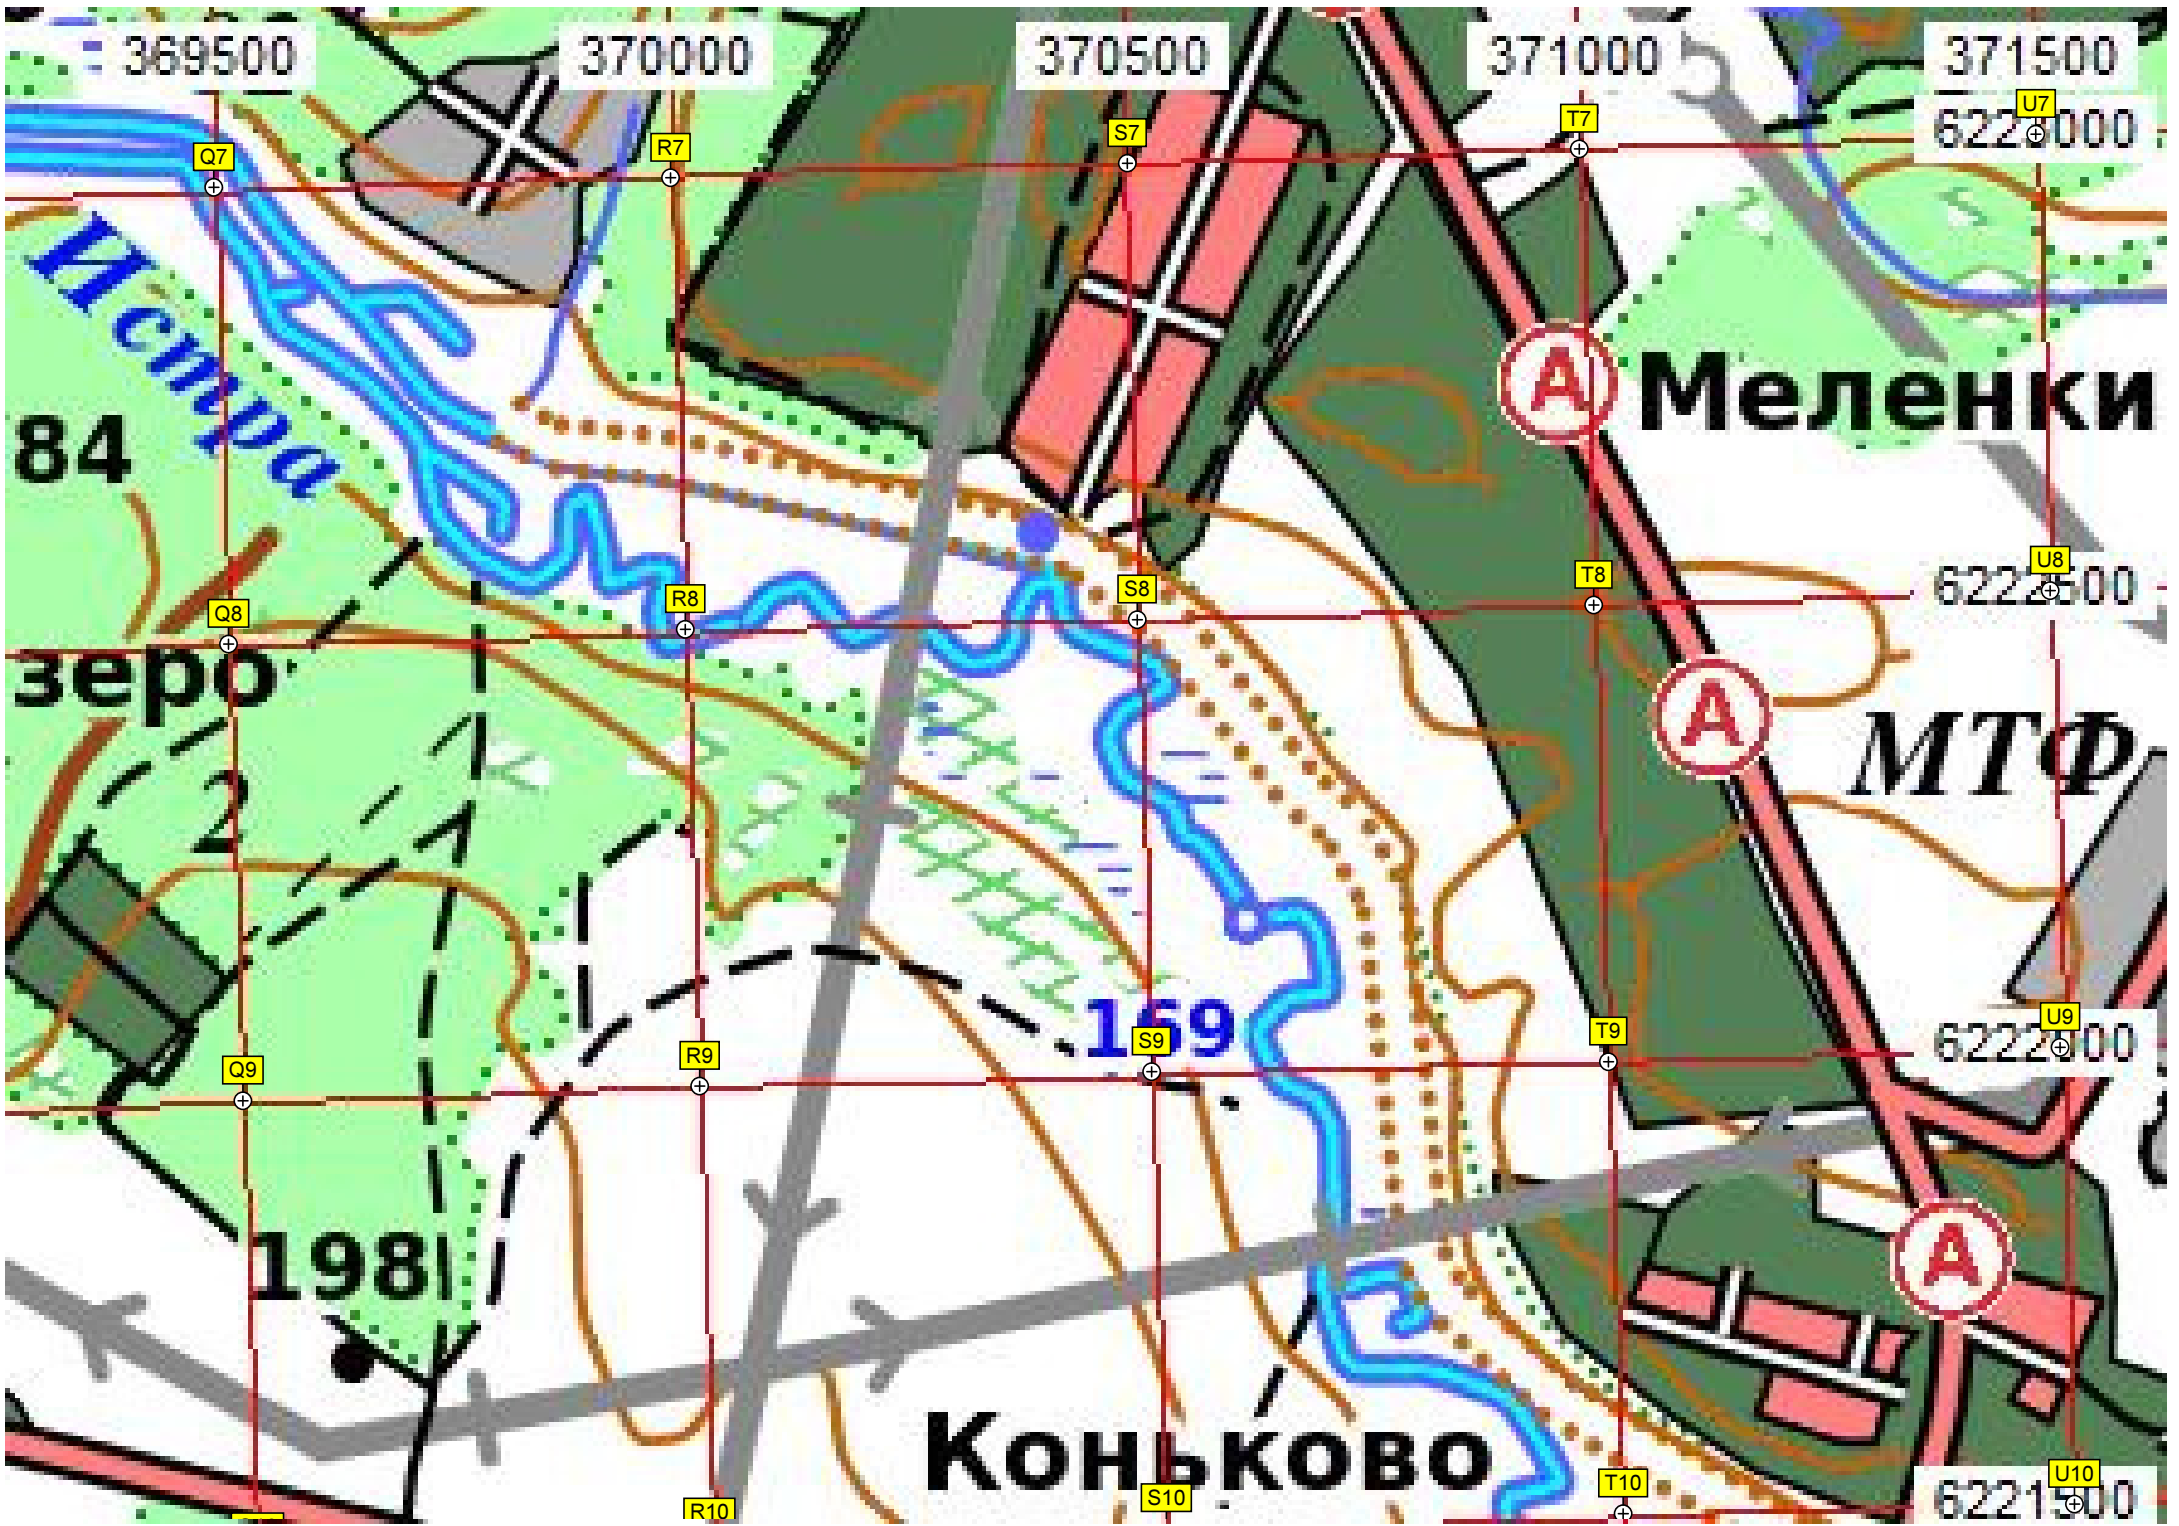 369500 370000 370500 371000 371500
Q7 R7 S7 T7 U7
Истра
Меленки
84
Q8 R8 S8 T8 U8
зеро
2
МТФ
169
Q9 R9 S9 T9 U9
198
Коньково
R10 S10 T10 U10
А
А
А